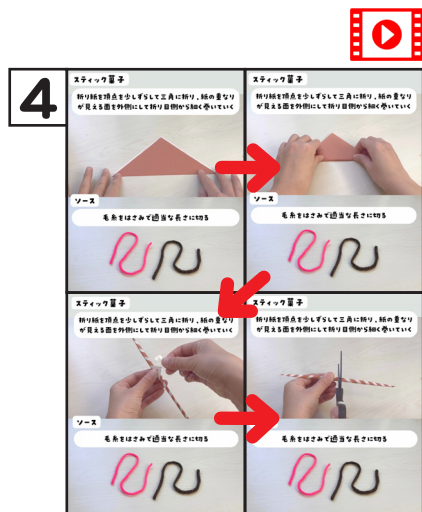 4
スティック菓子
折り紙を頂点を少しずらして三角に折り、紙の重なり
が見える面を外側にして折り目側から細く巻いていく
ソース
毛糸をはさみで適当な長さに切る
スティック菓子
折り紙を頂点を少しずらして三角に折り、紙の重なり
が見える面を外側にして折り目側から細く巻いていく
ソース
毛糸をはさみで適当な長さに切る
スティック菓子
折り紙を頂点を少しずらして三角に折り、紙の重なり
が見える面を外側にして折り目側から細く巻いていく
ソース
毛糸をはさみで適当な長さに切る
スティック菓子
折り紙を頂点を少しずらして三角に折り、紙の重なり
が見える面を外側にして折り目側から細く巻いていく
ソース
毛糸をはさみで適当な長さに切る